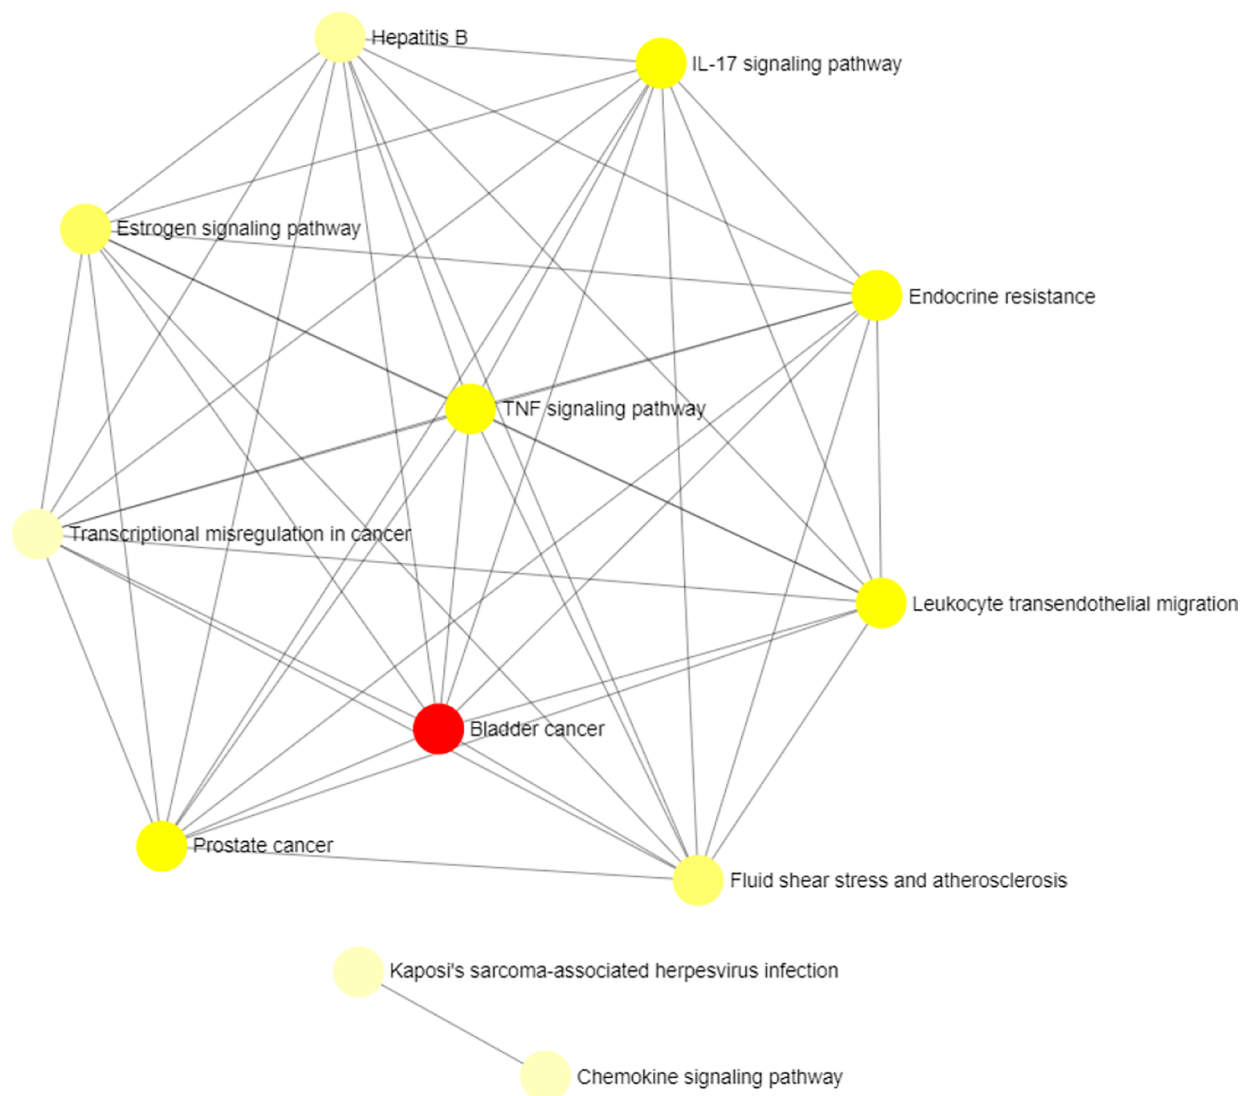 Hepatitis B
IL-17 signaling pathway
Estrogen signaling pathway
Endocrine resistance
TNF signaling pathway
Transcriptional misregulation in cancer
Leukocyte transendothelial migration
Bladder cancer
Prostate cancer
Fluid shear stress and atherosclerosis
Kaposi's sarcoma-associated herpesvirus infection
Chemokine signaling pathway